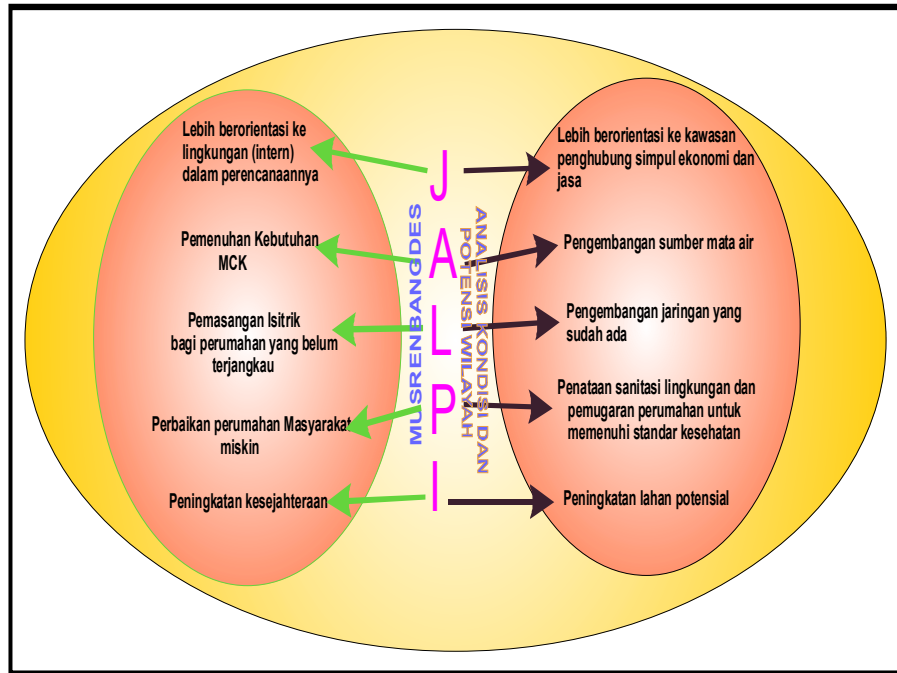 Lebih berorientasi ke
lingkungan (intern)
dalam perencanaannya
Pemenuhan Kebutuhan
MCK
Pemasangan lsitrik
bagi perumahan yang belum
terjangkau
Perbaikan perumahan Masyarakat
miskin
Peningkatan kesejahteraan
MUSRENBANGDES
J
A
L
P
I
ANALISIS KONDISI DAN
POTENSI WILAYAH
Lebih berorientasi ke kawasan
penghubung simpul ekonomi dan
jasa
Pengembangan sumber mata air
Pengembangan jaringan yang
sudah ada
Penataan sanitasi lingkungan dan
pemugaran perumahan untuk
memenuhi standar kesehatan
Peningkatan lahan potensial